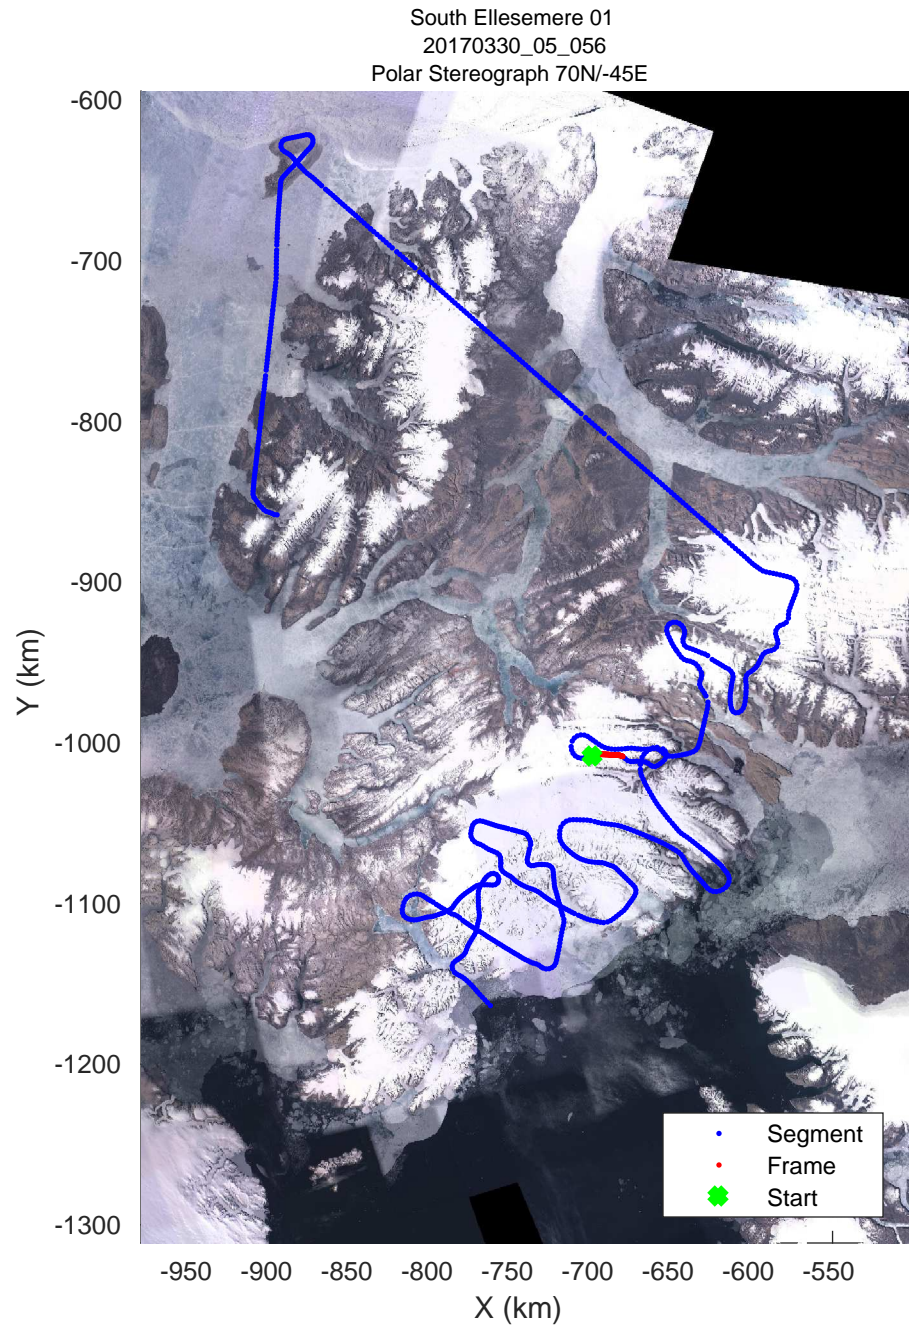 South Ellesemere 01
20170330_05_056
Polar Stereograph 70N/-45E
-600
-700
-800
-900
-1000
-1100
-1200
-1300
Y (km)
Segment
Frame
Start
-950 -900 -850 -800 -750 -700 -650 -600 -550
X (km)